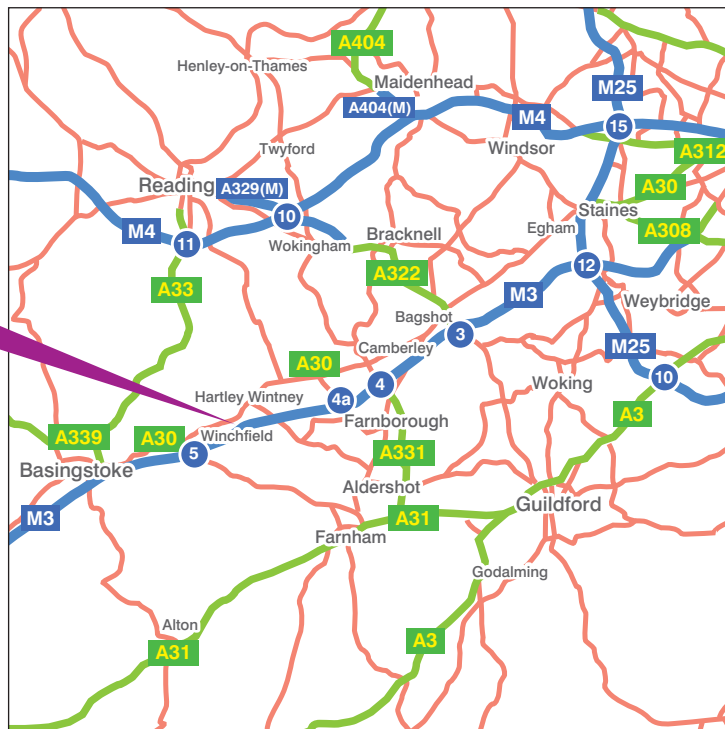 A404
Henley-on-Thames
Maidenhead
M25
A404(M)
M4
15
Twyford
Windsor
A312
Reading
A329(M)
A30
10
Staines
M4
11
Wokingham
Bracknell
Egham
A308
A322
12
A33
M3
Weybridge
Bagshot
3
M25
Camberley
A30
10
4
Woking
Hartley Wintney
4a
A3
Farnborough
A339
A30
Winchfield
5
A331
Basingstoke
Aldershot
Guildford
M3
A31
Farnham
Godalming
Alton
A31
A3